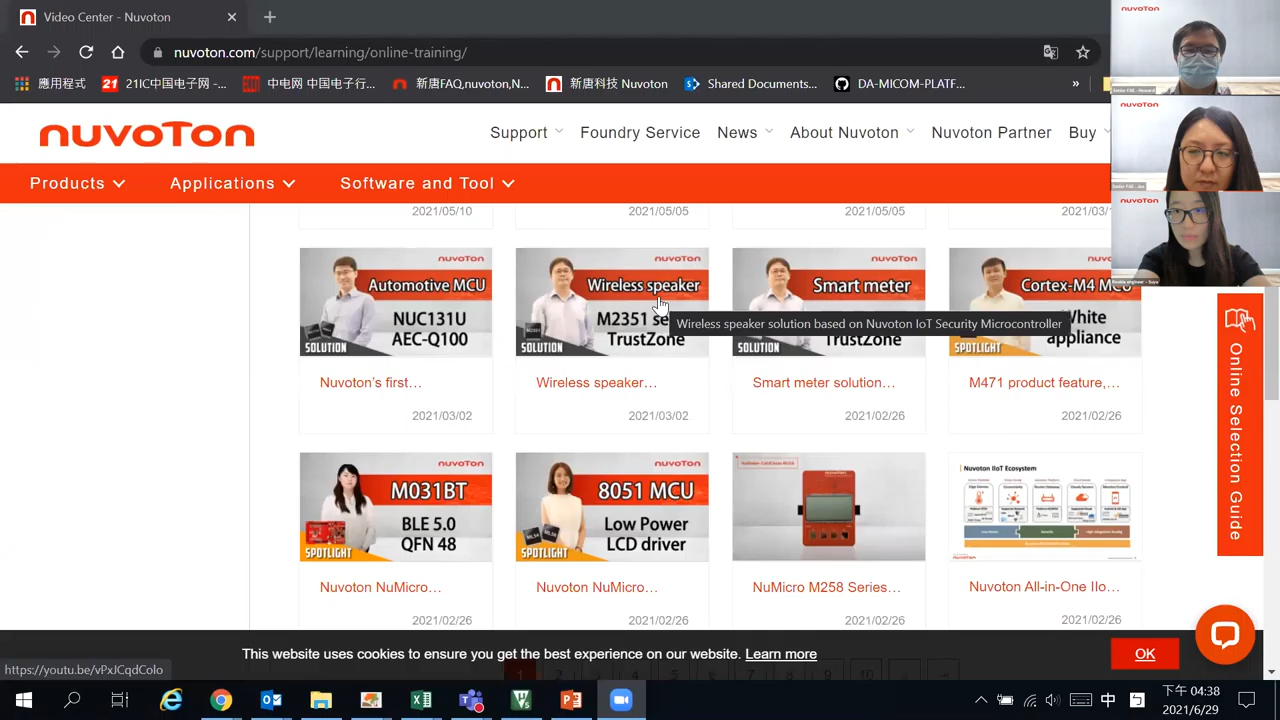 Video Center - Nuvoton
nuvoton.com/support/learning/online-training/
應用程式
21IC中国电子网 -...
中电网 中国电子行...
新唐FAQ - Personal...
新唐科技 Nuvoton
Shared Documents...
DA-MICOM-PLATF...
nuvoTon
Support
Foundry Service
News
About Nuvoton
Nuvoton Partner
Buy
Products
Applications
Software and Tool
2021/05/10
2021/05/05
2021/05/05
nuvoTon
Automotive MCU
NUC131U
AEC-Q100
SOLUTION
Nuvoton's first...
2021/03/02
nuvoTon
Wireless speaker
M2351 se
TrustZone
SOLUTION
Wireless speaker...
2021/03/02
Wireless speaker solution based on Nuvoton IoT Security Microcontroller
nuvoTon
Smart meter
TrustZone
SOLUTION
Smart meter solution...
2021/02/26
Cortex-M4 MCU
White
appliance
SPOTLIGHT
M471 product feature,...
2021/02/26
nuvoTon
M031BT
BLE 5.0
QFN 48
SPOTLIGHT
Nuvoton NuMicro...
2021/02/26
nuvoTon
8051 MCU
Low Power
LCD driver
SPOTLIGHT
Nuvoton NuMicro...
2021/02/26
NuMicro M258 Series...
2021/02/26
Nuvoton IIoT Ecosystem
Nuvoton All-in-One IIo...
2021/02/26
Online Selection Guide
nuvoTon
nuvoTon
nuvoTon
This website uses cookies to ensure you get the best experience on our website. Learn more
OK
https://youtu.be/vPxJCqdColo
中
下午 04:38
2021/6/29